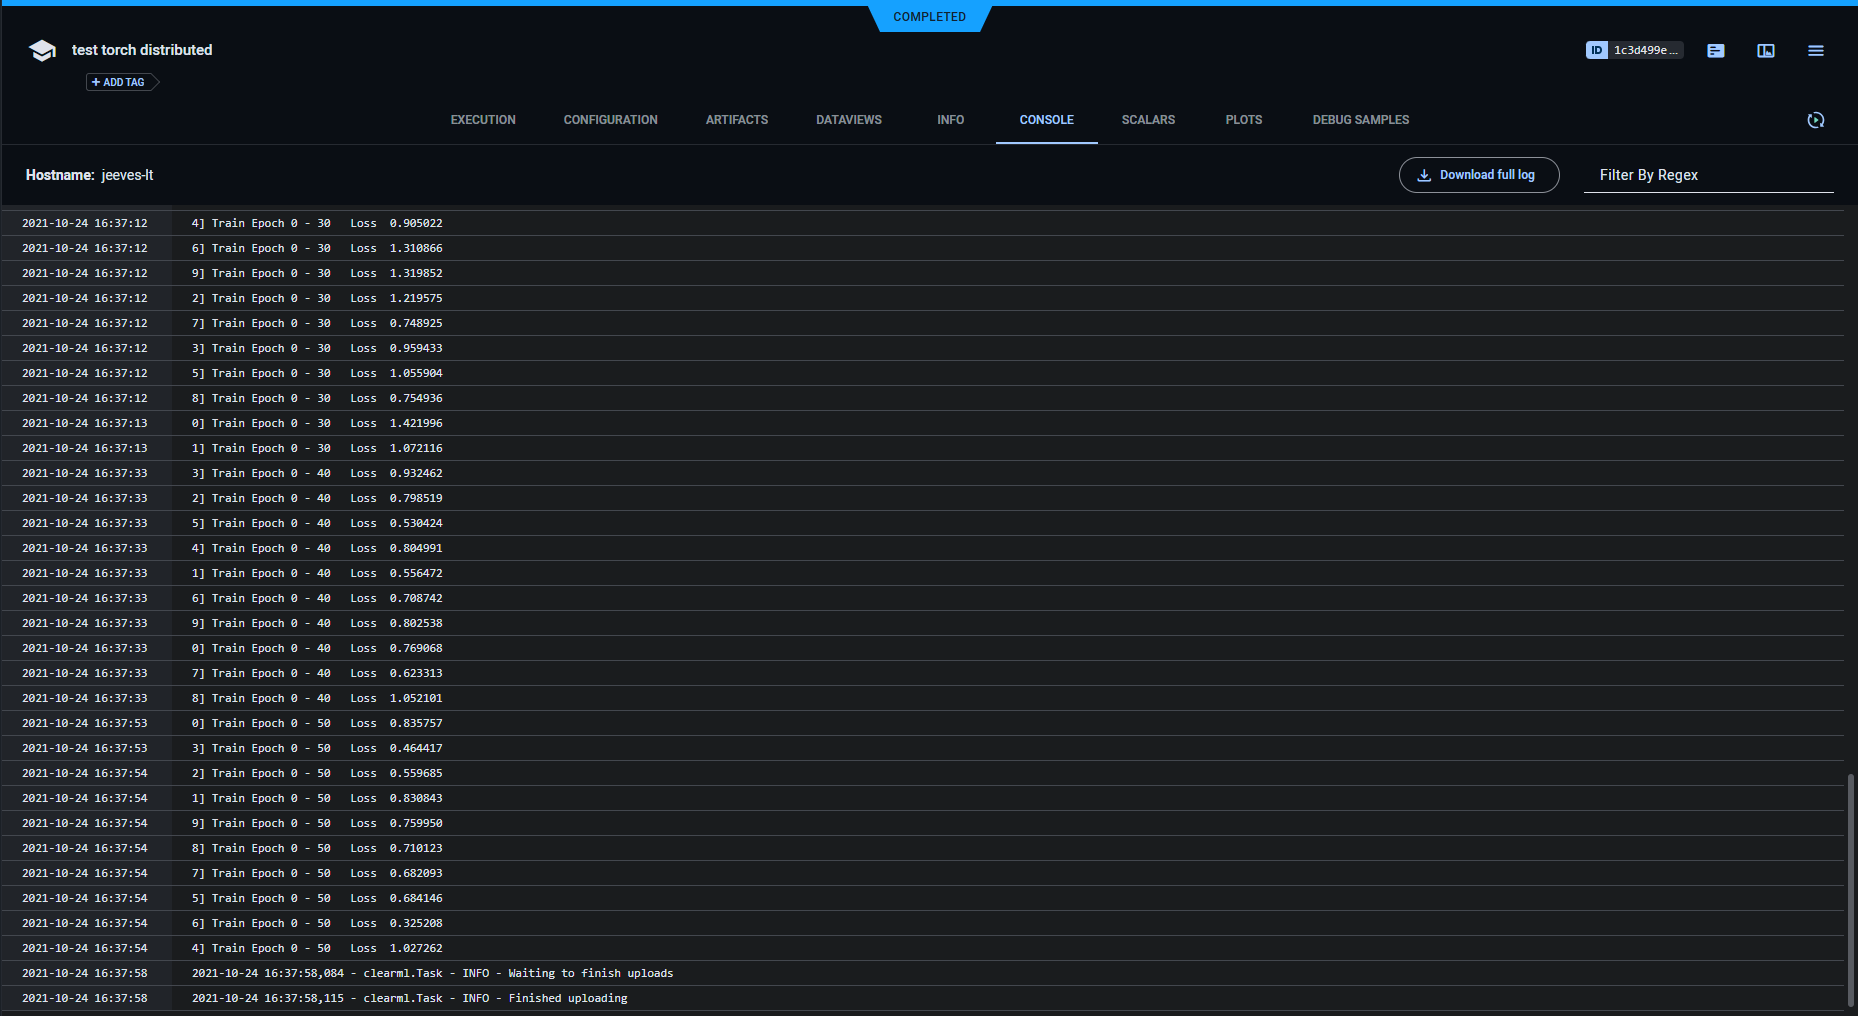 COMPLETED
test torch distributed
ID 1c3d499e...
+ ADD TAG
EXECUTION CONFIGURATION ARTIFACTS DATAVIEWS INFO CONSOLE SCALARS PLOTS DEBUG SAMPLES
Hostname: jeeves-lt Download full log Filter By Regex
2021-10-24 16:37:12 4] Train Epoch 0 - 30 Loss 0.905022
2021-10-24 16:37:12 6] Train Epoch 0 - 30 Loss 1.310866
2021-10-24 16:37:12 9] Train Epoch 0 - 30 Loss 1.319852
2021-10-24 16:37:12 2] Train Epoch 0 - 30 Loss 1.219575
2021-10-24 16:37:12 7] Train Epoch 0 - 30 Loss 0.748925
2021-10-24 16:37:12 3] Train Epoch 0 - 30 Loss 0.959433
2021-10-24 16:37:12 5] Train Epoch 0 - 30 Loss 1.055904
2021-10-24 16:37:12 8] Train Epoch 0 - 30 Loss 0.754936
2021-10-24 16:37:13 0] Train Epoch 0 - 30 Loss 1.421996
2021-10-24 16:37:13 1] Train Epoch 0 - 30 Loss 1.072116
2021-10-24 16:37:33 3] Train Epoch 0 - 40 Loss 0.932462
2021-10-24 16:37:33 2] Train Epoch 0 - 40 Loss 0.798519
2021-10-24 16:37:33 5] Train Epoch 0 - 40 Loss 0.530424
2021-10-24 16:37:33 4] Train Epoch 0 - 40 Loss 0.804991
2021-10-24 16:37:33 1] Train Epoch 0 - 40 Loss 0.556472
2021-10-24 16:37:33 6] Train Epoch 0 - 40 Loss 0.708742
2021-10-24 16:37:33 9] Train Epoch 0 - 40 Loss 0.802538
2021-10-24 16:37:33 0] Train Epoch 0 - 40 Loss 0.769068
2021-10-24 16:37:33 7] Train Epoch 0 - 40 Loss 0.623313
2021-10-24 16:37:33 8] Train Epoch 0 - 40 Loss 1.052101
2021-10-24 16:37:53 0] Train Epoch 0 - 50 Loss 0.835757
2021-10-24 16:37:53 3] Train Epoch 0 - 50 Loss 0.464417
2021-10-24 16:37:54 2] Train Epoch 0 - 50 Loss 0.559685
2021-10-24 16:37:54 1] Train Epoch 0 - 50 Loss 0.830843
2021-10-24 16:37:54 9] Train Epoch 0 - 50 Loss 0.759950
2021-10-24 16:37:54 8] Train Epoch 0 - 50 Loss 0.710123
2021-10-24 16:37:54 7] Train Epoch 0 - 50 Loss 0.682093
2021-10-24 16:37:54 5] Train Epoch 0 - 50 Loss 0.684146
2021-10-24 16:37:54 6] Train Epoch 0 - 50 Loss 0.325208
2021-10-24 16:37:54 4] Train Epoch 0 - 50 Loss 1.027262
2021-10-24 16:37:58 2021-10-24 16:37:58,084 - clearml.Task - INFO - Waiting to finish uploads
2021-10-24 16:37:58 2021-10-24 16:37:58,115 - clearml.Task - INFO - Finished uploading